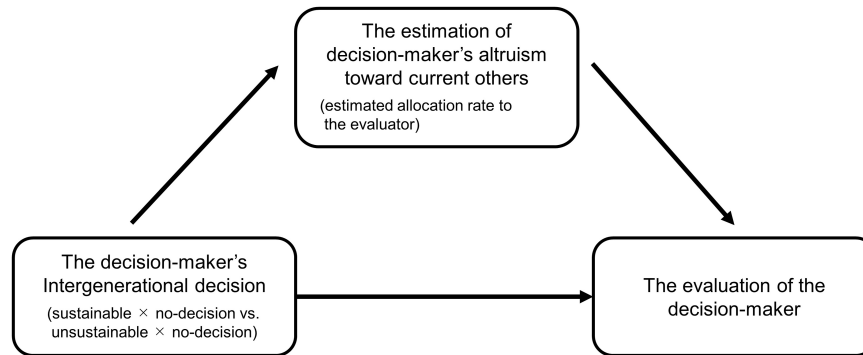 The estimation of
decision-maker's altruism
toward current others
(estimated allocation rate to
the evaluator)
The decision-maker's
Intergenerational decision
(sustainable × no-decision vs.
unsustainable × no-decision)
The evaluation of the
decision-maker